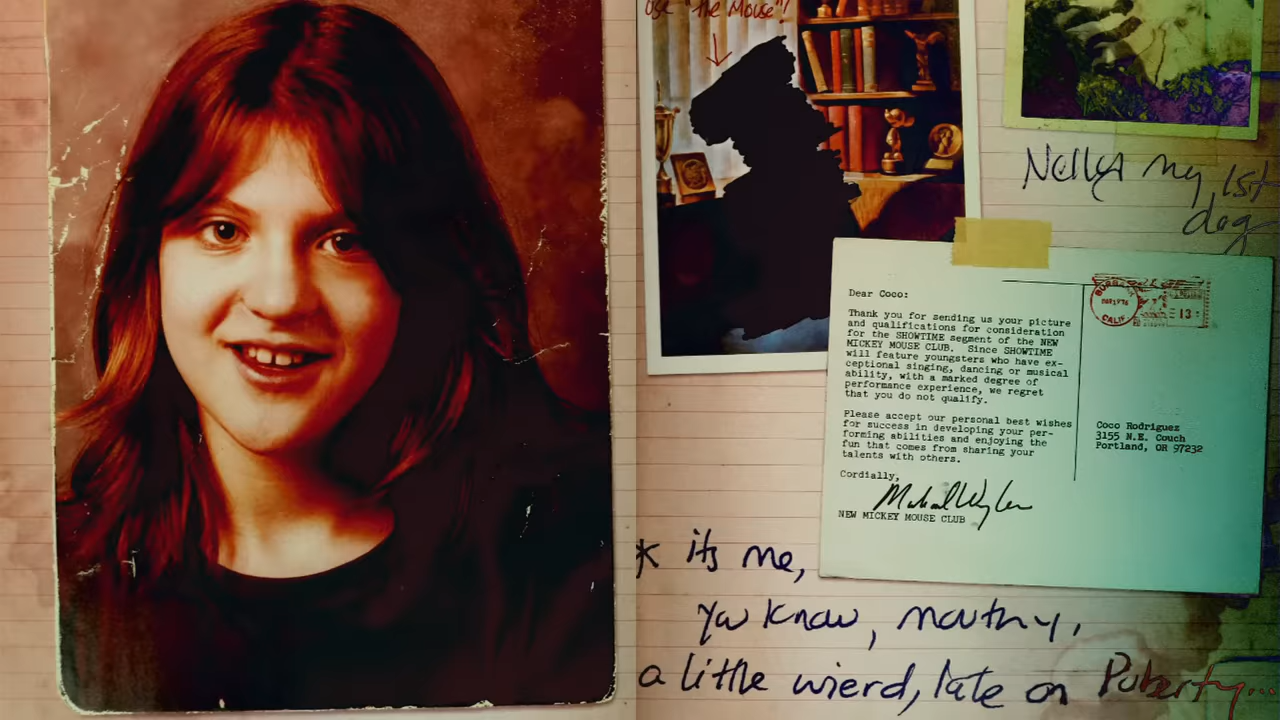 use "the Mouse"!
Nelly my 1st
dog
Dear Coco:
Thank you for sending us your picture
and qualifications for consideration
for the SHOWTIME segment of the NEW
MICKEY MOUSE CLUB.  Since SHOWTIME
will feature youngsters who have ex-
ceptional singing, dancing or musical
ability, with a marked degree of
performance experience, we regret
that you do not qualify.
Please accept our personal best wishes
for success in developing your per-
forming abilities and enjoying the
fun that comes from sharing your
talents with others.
Cordially,
NEW MICKEY MOUSE CLUB
CALIF.
13
Coco Rodriguez
3155 N.E. Couch
Portland, OR 97232
* its me,
Ya know, mouthy,
a little wierd, late on Puberty...